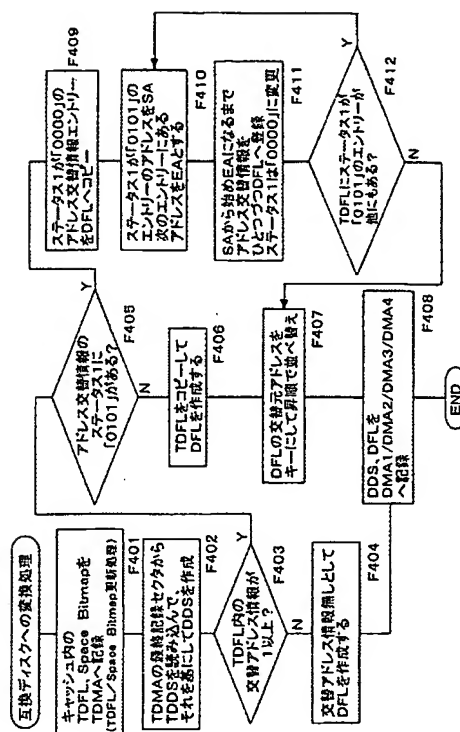 互換ディスクへの変換処理
キャッシュ内の
TDFL、Space Bitmapを
TDMAへ記録
(TDFL/Space Bitmap更新処理)
F401
TDMAの最終記録セクタから
TDDSを読み込んで、
それを基にしてDDSを作成
F402
TDFL内の
交替アドレス情報が
1以上?
F403
Y
N
交替アドレス情報無しとして
DFLを作成する
F404
アドレス交替情報の
ステータス1に
「0101」がある?
F405
Y
N
TDFLをコピーして
DFLを作成する
F406
DFLの交替元アドレスを
キーにして昇順で並べ替え
F407
DDS、DFLを
DMA1/DMA2/DMA3/DMA4
へ記録
F408
END
ステータス1が「0000」の
アドレス交替情報エントリー
をDFLへコピー
F409
ステータス1が「0101」の
エントリーのアドレスをSA
次のエントリーにある
アドレスをEAとする
F410
SAから始めEAになるまで
アドレス交替情報を
ひとつづつDFLへ登録
ステータス1は「0000」に変更
F411
TDFLにステータス1が
「0101」のエントリーが
他にもある?
F412
Y
N